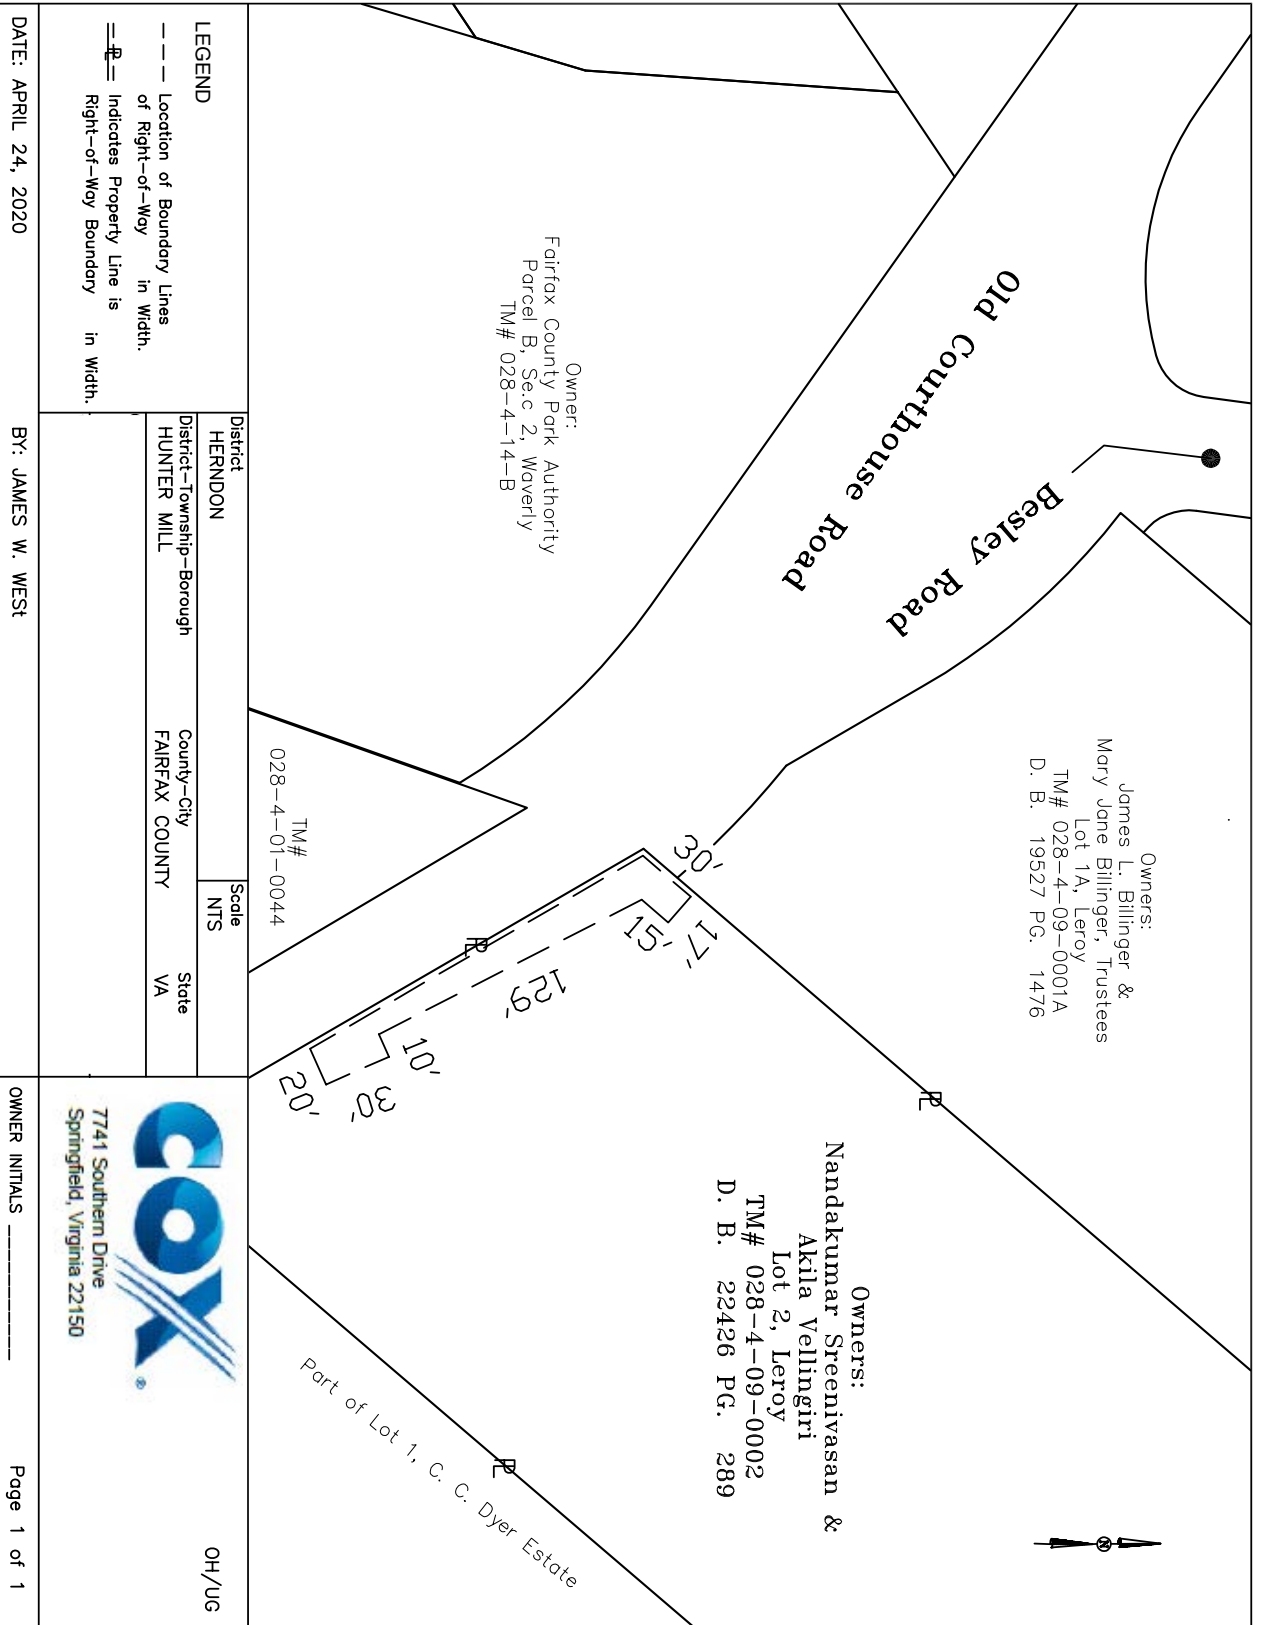 Old Courthouse Road
Besley Road
Owner:
Fairfax County Park Authority
Parcel B, Se.c 2, Waverly
TM# 028-4-14-B
Owners:
James L. Billinger &
Mary Jane Billinger, Trustees
Lot 1A, Leroy
TM# 028-4-09-0001A
D. B. 19527 PG. 1476
30'
17'
15'
129'
10'
30'
20'
PL
PL
PL
TM#
028-4-01-0044
Owners:
Nandakumar Sreenivasan &
Akila Vellingiri
Lot 2, Leroy
TM# 028-4-09-0002
D. B. 22426 PG. 289
N
Part of Lot 1, C. C. Dyer Estate
LEGEND
— — — Location of Boundary Lines
of Right-of-Way in Width.
PL Indicates Property Line is
Right-of-Way Boundary in Width.
District
HERNDON
Scale
NTS
District-Township-Borough
HUNTER MILL
County-City
FAIRFAX COUNTY
State
VA
COX®
7741 Southern Drive
Springfield, Virginia 22150
OH/UG
DATE: APRIL 24, 2020
BY: JAMES W. WESt
OWNER INITIALS __________
Page 1 of 1